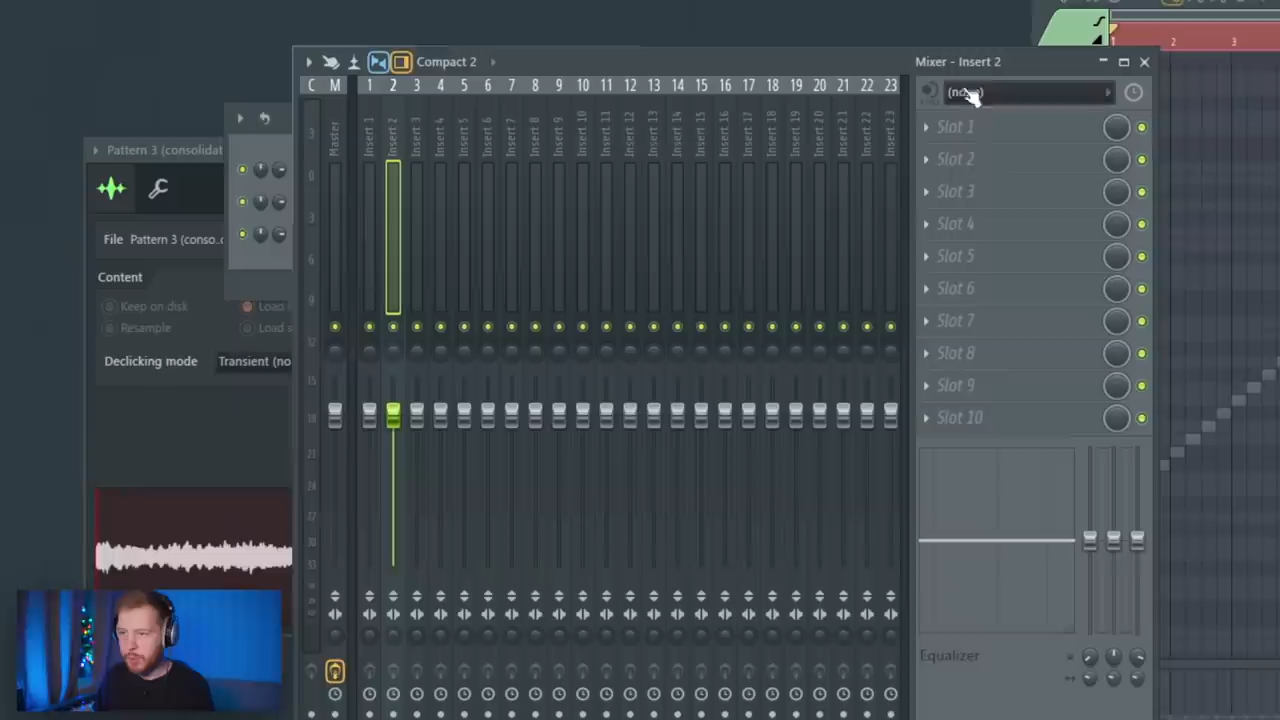 Compact 2
Mixer - Insert 2
C M 1 2 3 4 5 6 7 8 9 10 11 12 13 14 15 16 17 18 19 20 21 22 23
Master
Insert 1
Insert 2
Insert 3
Insert 4
Insert 5
Insert 6
Insert 7
Insert 8
Insert 9
Insert 10
Insert 11
Insert 12
Insert 13
Insert 14
Insert 15
Insert 16
Insert 17
Insert 18
Insert 19
Insert 20
Insert 21
Insert 22
Insert 23
Slot 1
Slot 2
Slot 3
Slot 4
Slot 5
Slot 6
Slot 7
Slot 8
Slot 9
Slot 10
Equalizer
3
0
3
6
9
12
15
18
21
24
27
30
33
1 2 3
Pattern 3 (consolidat
File Pattern 3 (conso..
Content
Keep on disk
Load
Resample
Load
Declicking mode
Transient (no